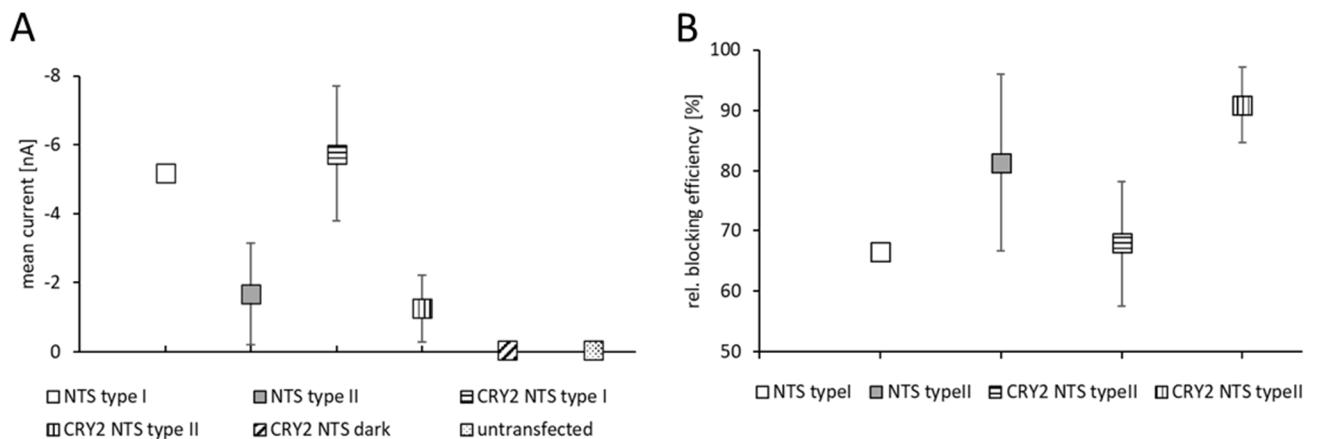 A
mean current [nA]
-8
-6
-4
-2
0
NTS type I
NTS type II
CRY2 NTS type I
CRY2 NTS type II
CRY2 NTS dark
untransfected
B
rel. blocking efficiency [%]
100
90
80
70
60
50
NTS typeI
NTS typeII
CRY2 NTS typeII
CRY2 NTS typeII